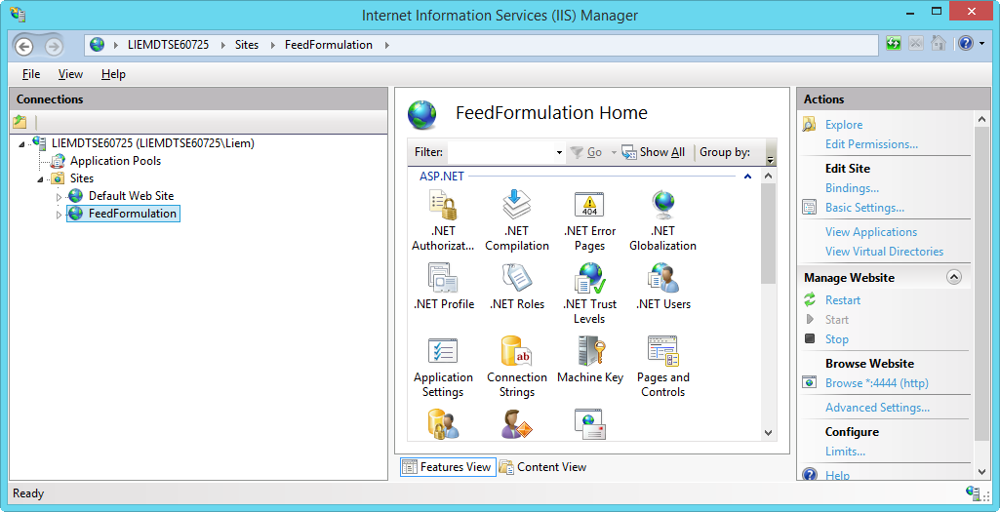 Internet Information Services (IIS) Manager
LIEMDTSE60725 Sites FeedFormulation
File View Help
Connections
LIEMDTSE60725 (LIEMDTSE60725\Liem)
Application Pools
Sites
Default Web Site
FeedFormulation
FeedFormulation Home
Filter: Go Show All Group by:
ASP.NET
.NET Authorizat...
.NET Compilation
404
.NET Error Pages
.NET Globalization
.NET Profile
.NET Roles
.NET Trust Levels
.NET Users
Application Settings
ab
Connection Strings
Machine Key
Pages and Controls
Features View Content View
Actions
Explore
Edit Permissions...
Edit Site
Bindings...
Basic Settings...
View Applications
View Virtual Directories
Manage Website
Restart
Start
Stop
Browse Website
Browse *:4444 (http)
Advanced Settings...
Configure
Limits...
Help
Ready